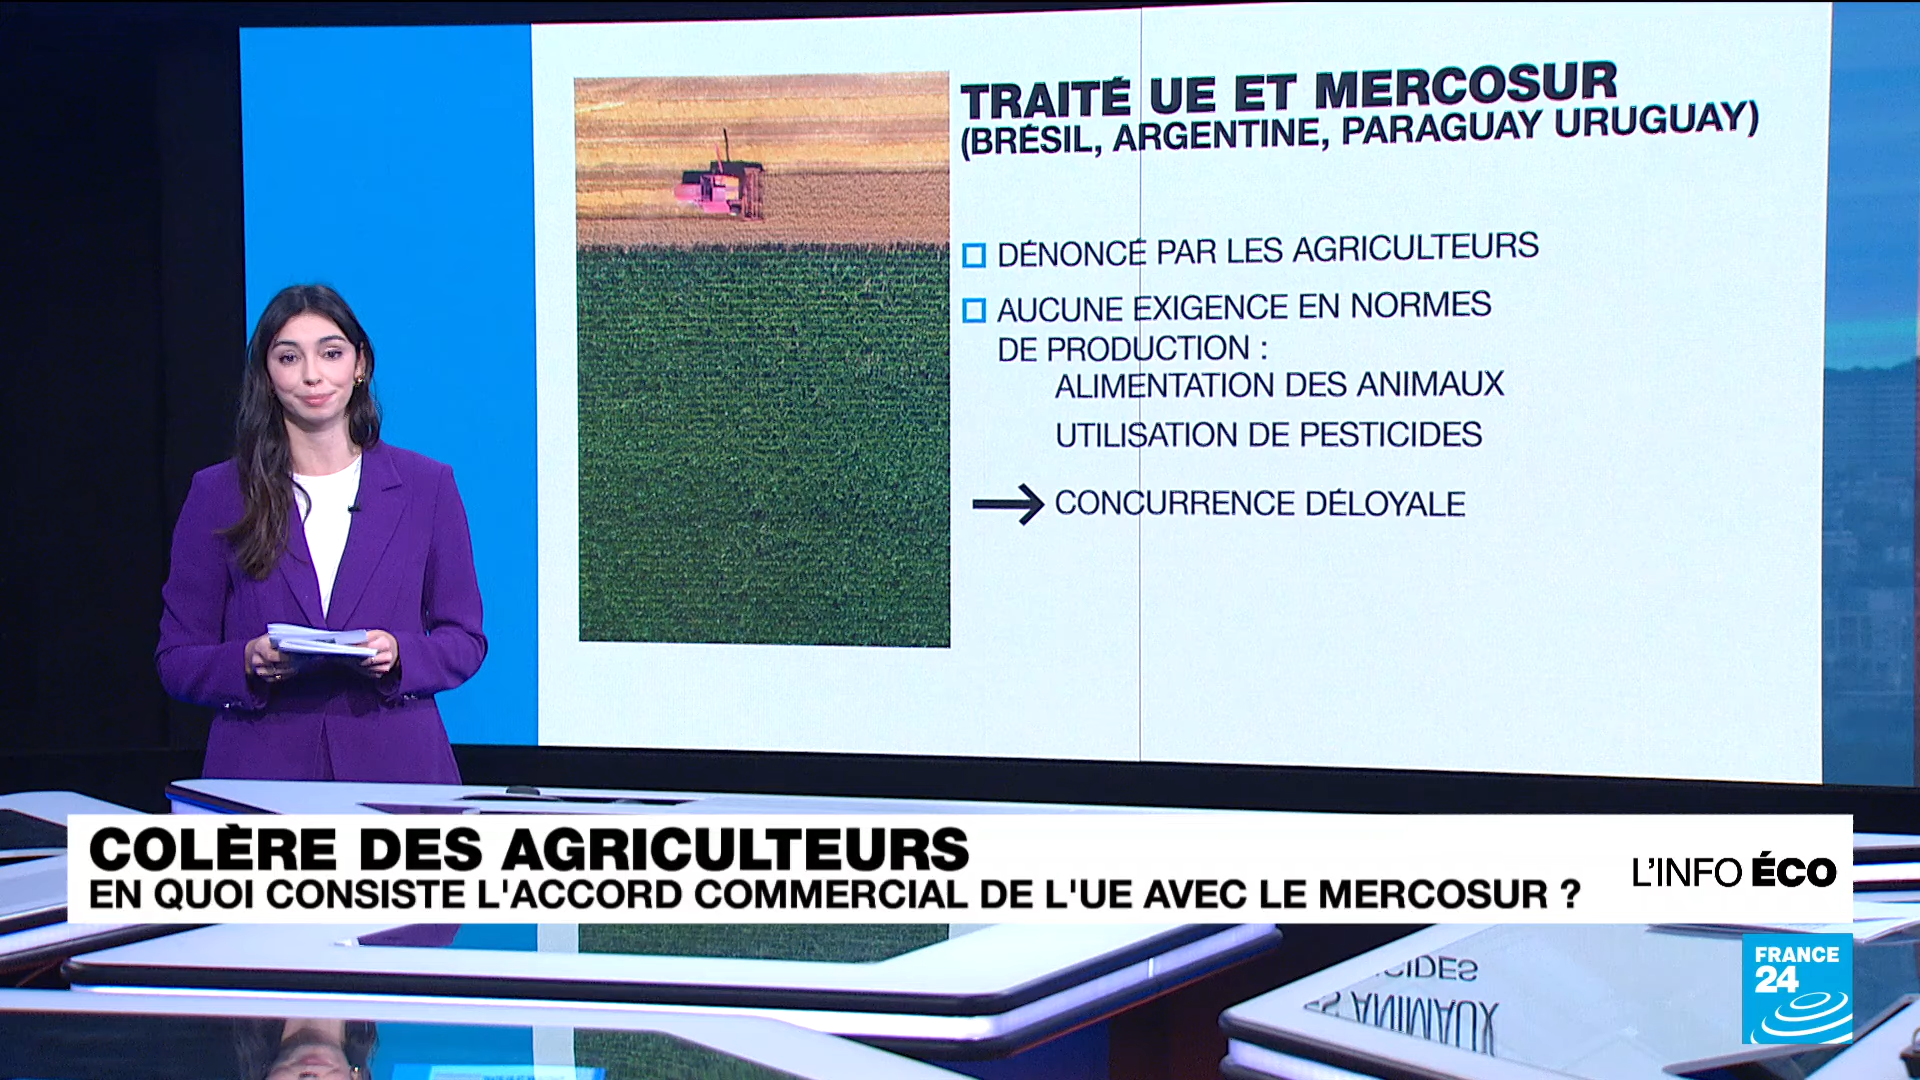 TRAITÉ UE ET MERCOSUR
(BRÉSIL, ARGENTINE, PARAGUAY URUGUAY)
DÉNONCÉ PAR LES AGRICULTEURS
AUCUNE EXIGENCE EN NORMES
DE PRODUCTION :
ALIMENTATION DES ANIMAUX
UTILISATION DE PESTICIDES
CONCURRENCE DÉLOYALE
COLÈRE DES AGRICULTEURS
EN QUOI CONSISTE L'ACCORD COMMERCIAL DE L'UE AVEC LE MERCOSUR ?
L'INFO ÉCO
FRANCE
24